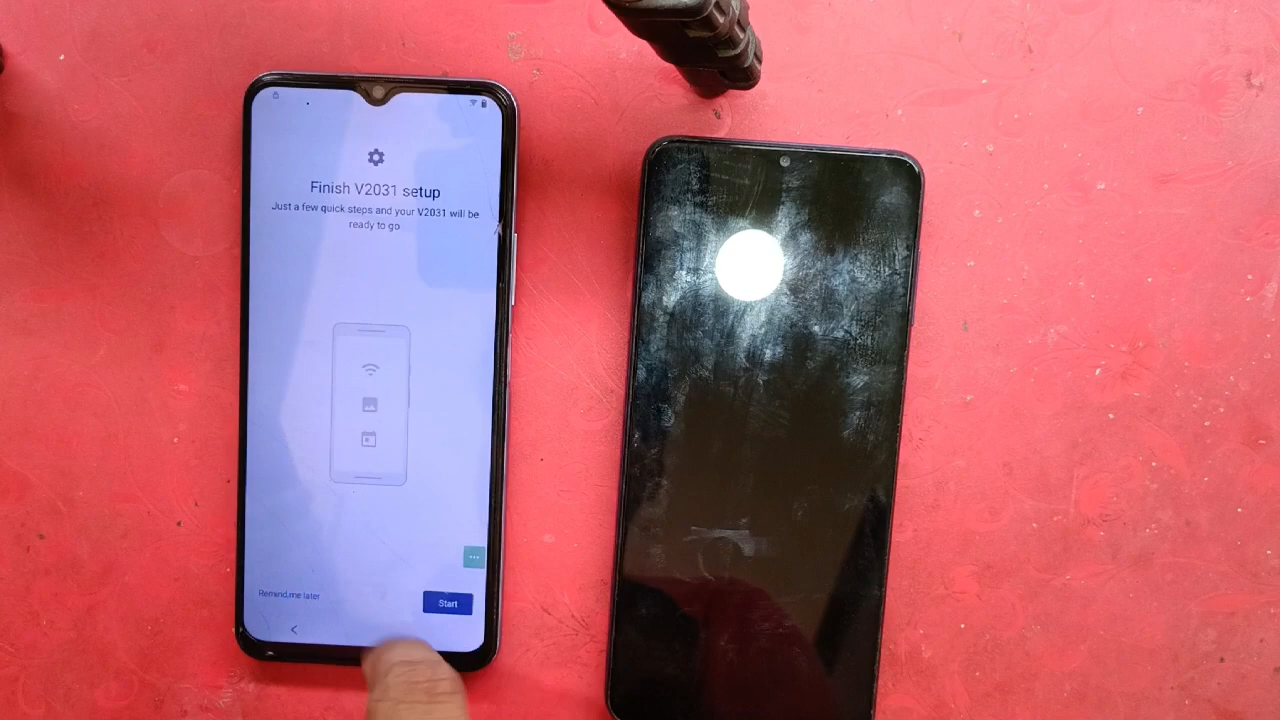 Finish V2031 setup
Just a few quick steps and your V2031 will be
ready to go
Remind me later
Start